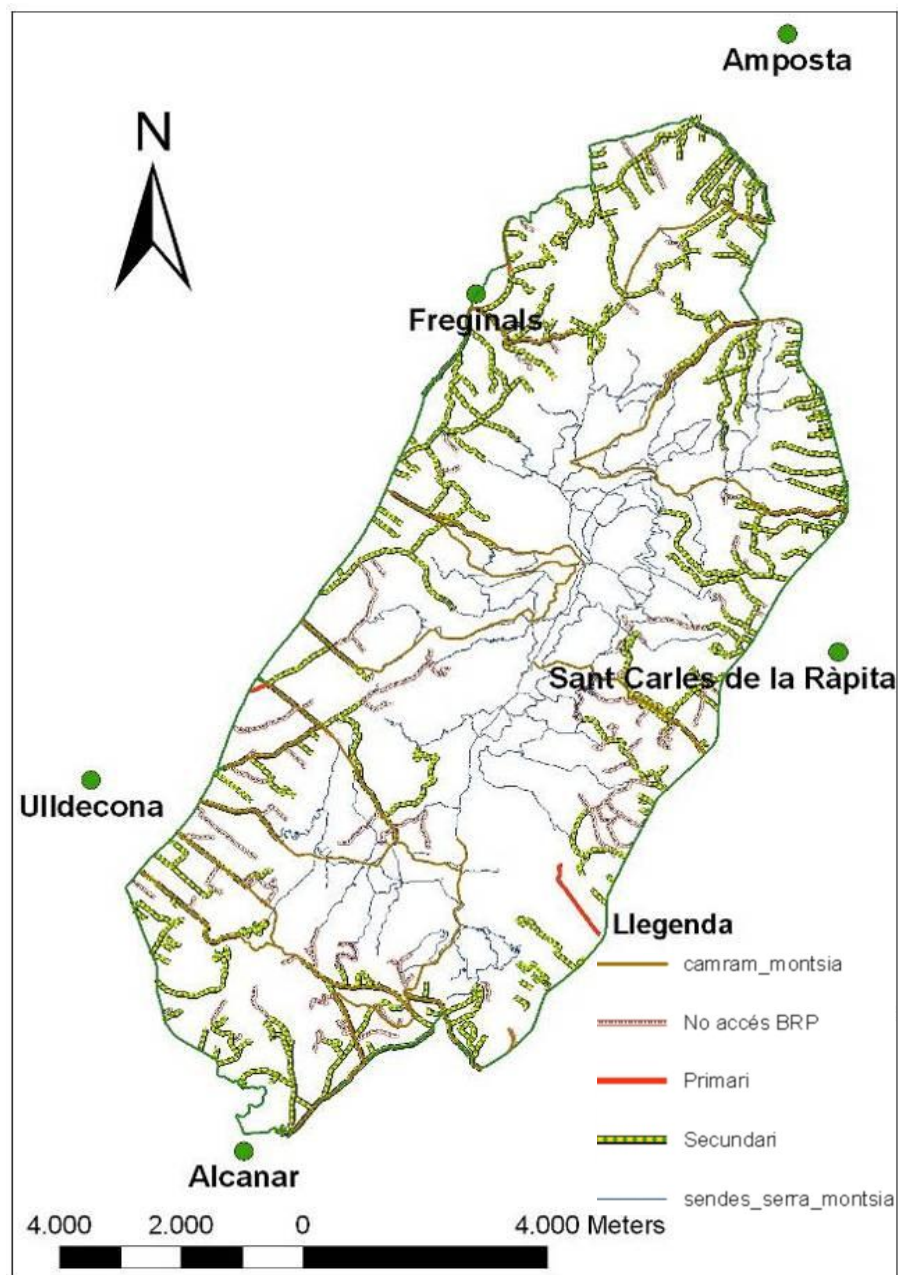 Amposta
N
Freginals
Sant Carles de la Ràpita
Ulldecona
Llegenda
camram_montsia
No accés BRP
Primari
Secundari
sendes_serra_montsia
Alcanar
4.000 2.000 0 4.000 Meters